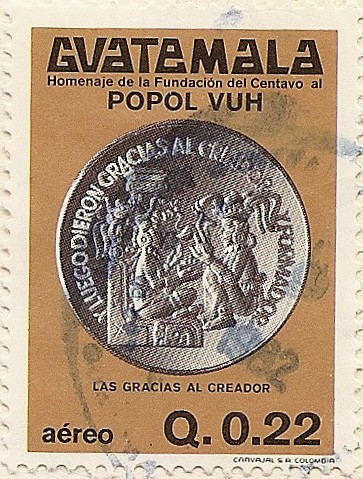 GUATEMALA
Homenaje de la Fundación del Centavo al
POPOL VUH
Y LUEGO DIERON GRACIAS AL CREADOR Y FORMADOR
LAS GRACIAS AL CREADOR
aéreo Q. 0.22
CARVAJAL S.A. COLOMBIA